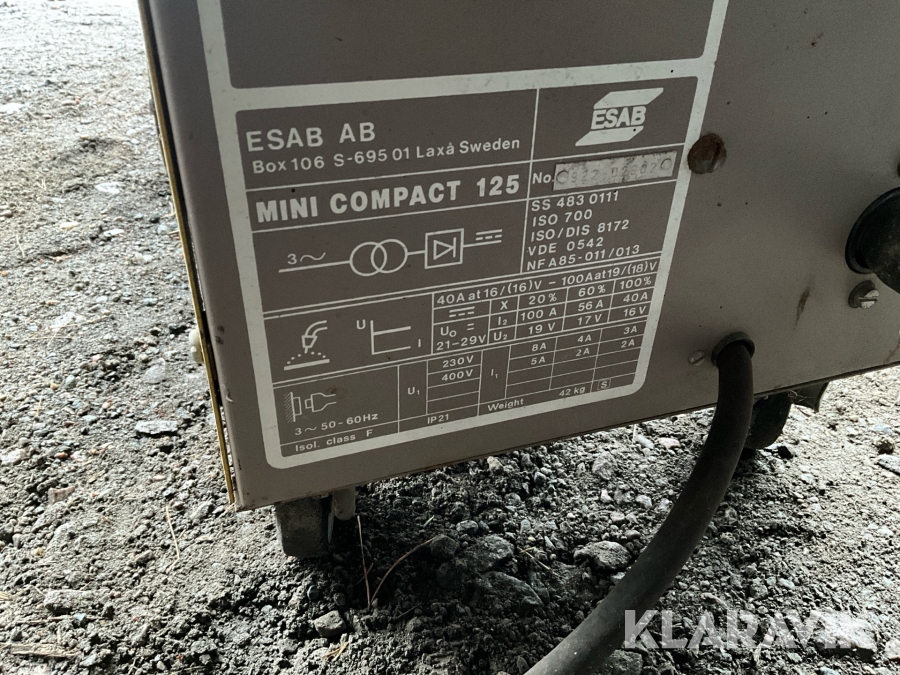 ESAB AB
Box 106 S-695 01 Laxå Sweden
ESAB
MINI COMPACT 125
No.
SS 483 0111
ISO 700
ISO/DIS 8172
VDE 0542
NFA85-011/013
3~
40A at 16/(16)V - 100A at 19/(18)V
X 20% 60% 100%
I₂ 100 A 56 A 40 A
U₀ =
21-29V
U₂ 19 V 17 V 16 V
U
I
U₁ 230V I₁ 8A 4A 3A
400V 5A 2A 2A
3~ 50-60Hz
Isol. class F IP21 Weight 42 kg S
KLARAVIK